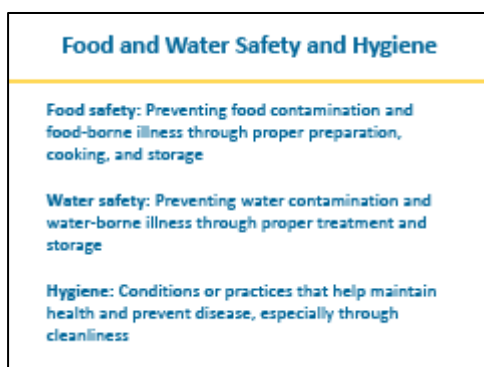 Food and Water Safety and Hygiene
Food safety: Preventing food contamination and
food-borne illness through proper preparation,
cooking, and storage
Water safety: Preventing water contamination and
water-borne illness through proper treatment and
storage
Hygiene: Conditions or practices that help maintain
health and prevent disease, especially through
cleanliness